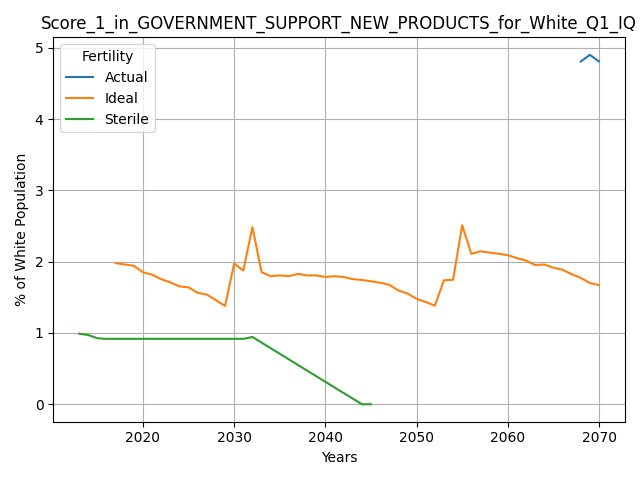 Score_1_in_GOVERNMENT_SUPPORT_NEW_PRODUCTS_for_White_Q1_IQ
Fertility
Actual
Ideal
Sterile
% of White Population
5
4
3
2
1
0
2020 2030 2040 2050 2060 2070
Years